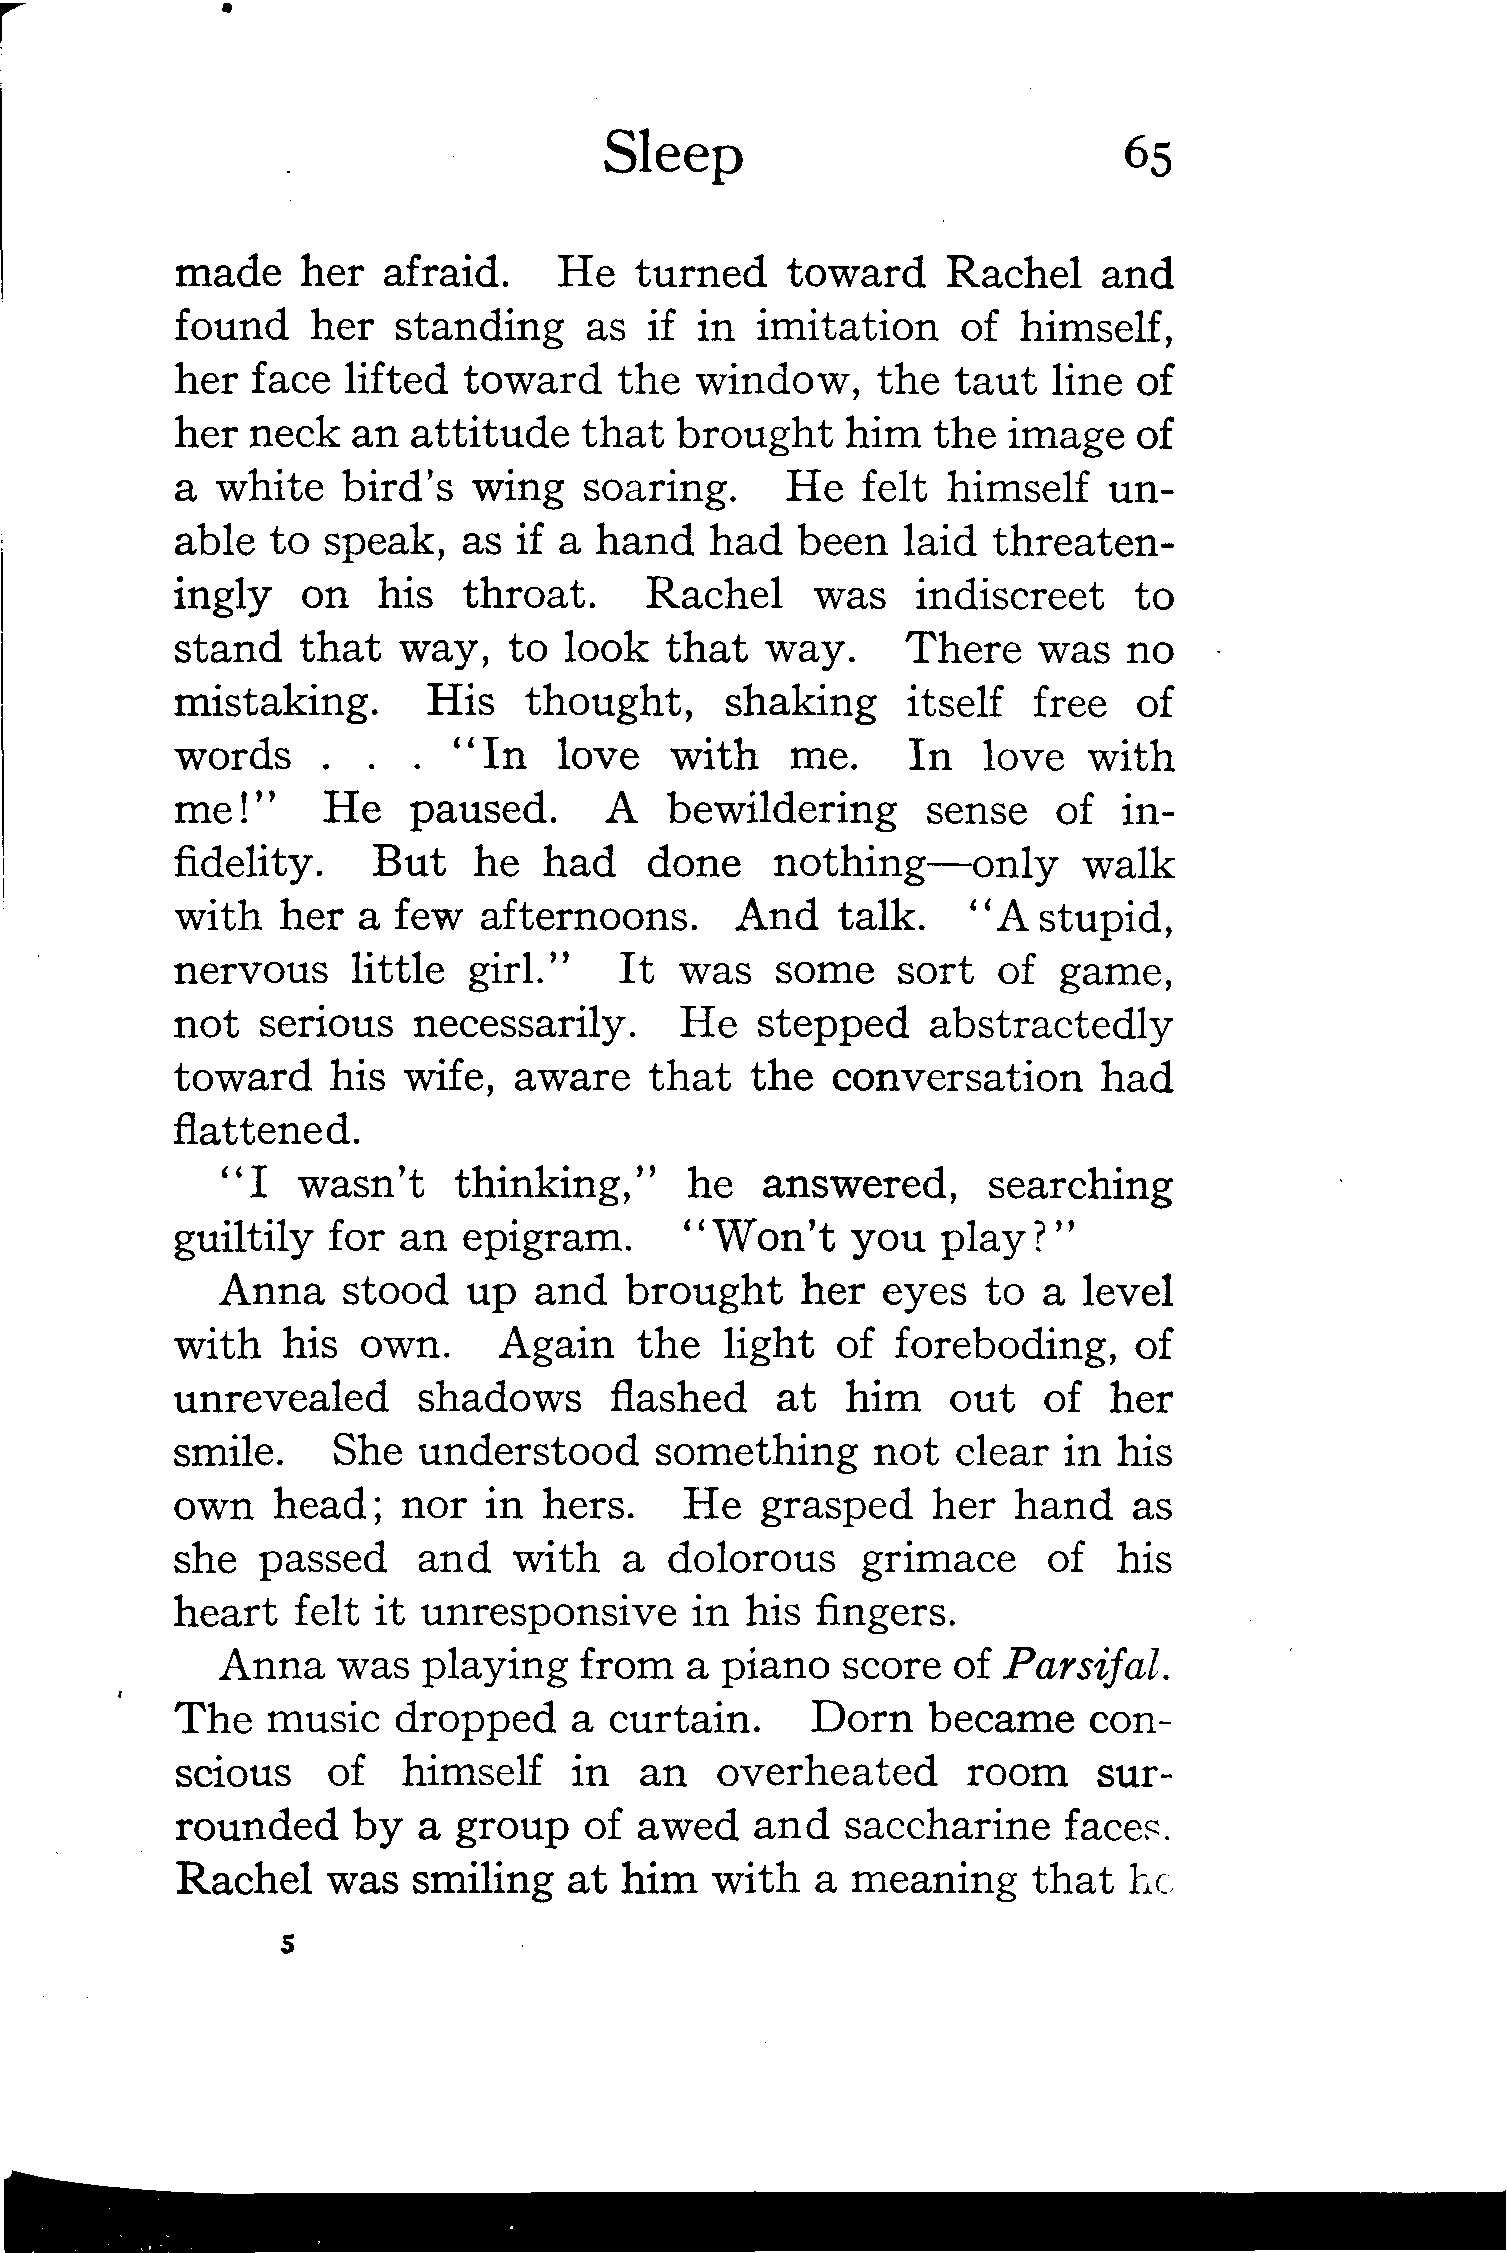 Sleep 65
made her afraid. He turned toward Rachel and
found her standing as if in imitation of himself,
her face lifted toward the window, the taut line of
her neck an attitude that brought him the image of
a white bird's wing soaring. He felt himself un-
able to speak, as if a hand had been laid threaten-
ingly on his throat. Rachel was indiscreet to
stand that way, to look that way. There was no
mistaking. His thought, shaking itself free of
words . . . "In love with me. In love with
me!" He paused. A bewildering sense of in-
fidelity. But he had done nothing—only walk
with her a few afternoons. And talk. "A stupid,
nervous little girl." It was some sort of game,
not serious necessarily. He stepped abstractedly
toward his wife, aware that the conversation had
flattened.
"I wasn't thinking," he answered, searching
guiltily for an epigram. "Won't you play?"
Anna stood up and brought her eyes to a level
with his own. Again the light of foreboding, of
unrevealed shadows flashed at him out of her
smile. She understood something not clear in his
own head; nor in hers. He grasped her hand as
she passed and with a dolorous grimace of his
heart felt it unresponsive in his fingers.
Anna was playing from a piano score of Parsifal.
The music dropped a curtain. Dorn became con-
scious of himself in an overheated room sur-
rounded by a group of awed and saccharine faces.
Rachel was smiling at him with a meaning that he
5